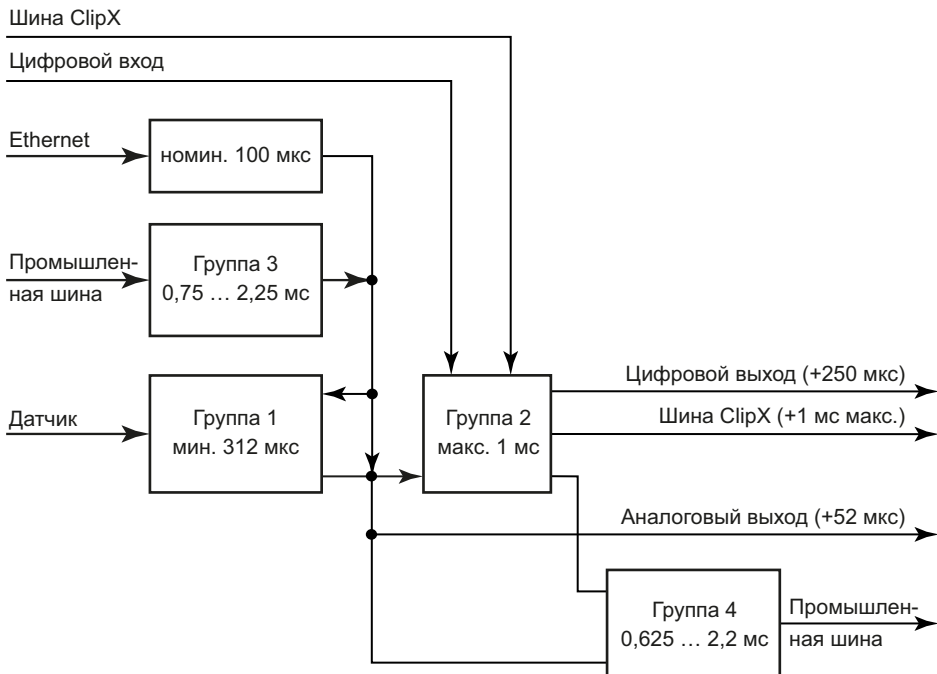 Шина ClipX
Цифровой вход
Ethernet
номин. 100 мкс
Промышлен-
ная шина
Группа 3
0,75 … 2,25 мс
Датчик
Группа 1
мин. 312 мкс
Группа 2
макс. 1 мс
Цифровой выход (+250 мкс)
Шина ClipX (+1 мс макс.)
Аналоговый выход (+52 мкс)
Группа 4
0,625 … 2,2 мс
Промышлен-
ная шина